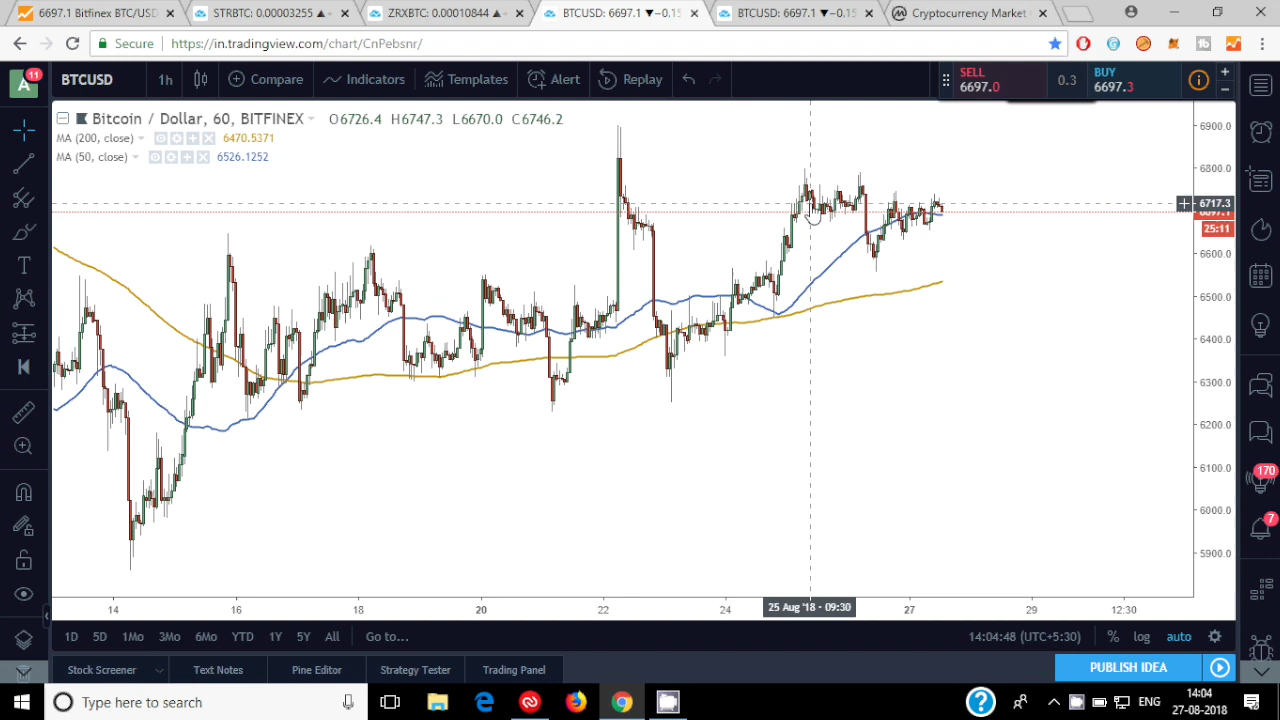 6697.1 Bitfinex BTC/USD
STRBTC: 0.00003255 ▲
ZRXBTC: 0.00010844 ▲
BTCUSD: 6697.1 ▼−0.15
BTCUSD: 6697.1 ▼−0.15
Cryptocurrency Market
Secure https://in.tradingview.com/chart/CnPebsnr/
A 11 BTCUSD 1h Compare Indicators Templates Alert Replay SELL 6697.0 0.3 BUY 6697.3
Bitcoin / Dollar, 60, BITFINEX O6726.4 H6747.3 L6670.0 C6746.2
MA (200, close) 6470.5371
MA (50, close) 6526.1252
6900.0
6800.0
6717.3
6697.1
25:11
6600.0
6500.0
6400.0
6300.0
6200.0
6100.0
6000.0
5900.0
170
7
14 16 18 20 22 24 25 Aug '18 - 09:30 27 29 12:30
1D 5D 1Mo 3Mo 6Mo YTD 1Y 5Y All Go to... 14:04:48 (UTC+5:30) % log auto
Stock Screener Text Notes Pine Editor Strategy Tester Trading Panel PUBLISH IDEA
Type here to search ENG 14:04
27-08-2018